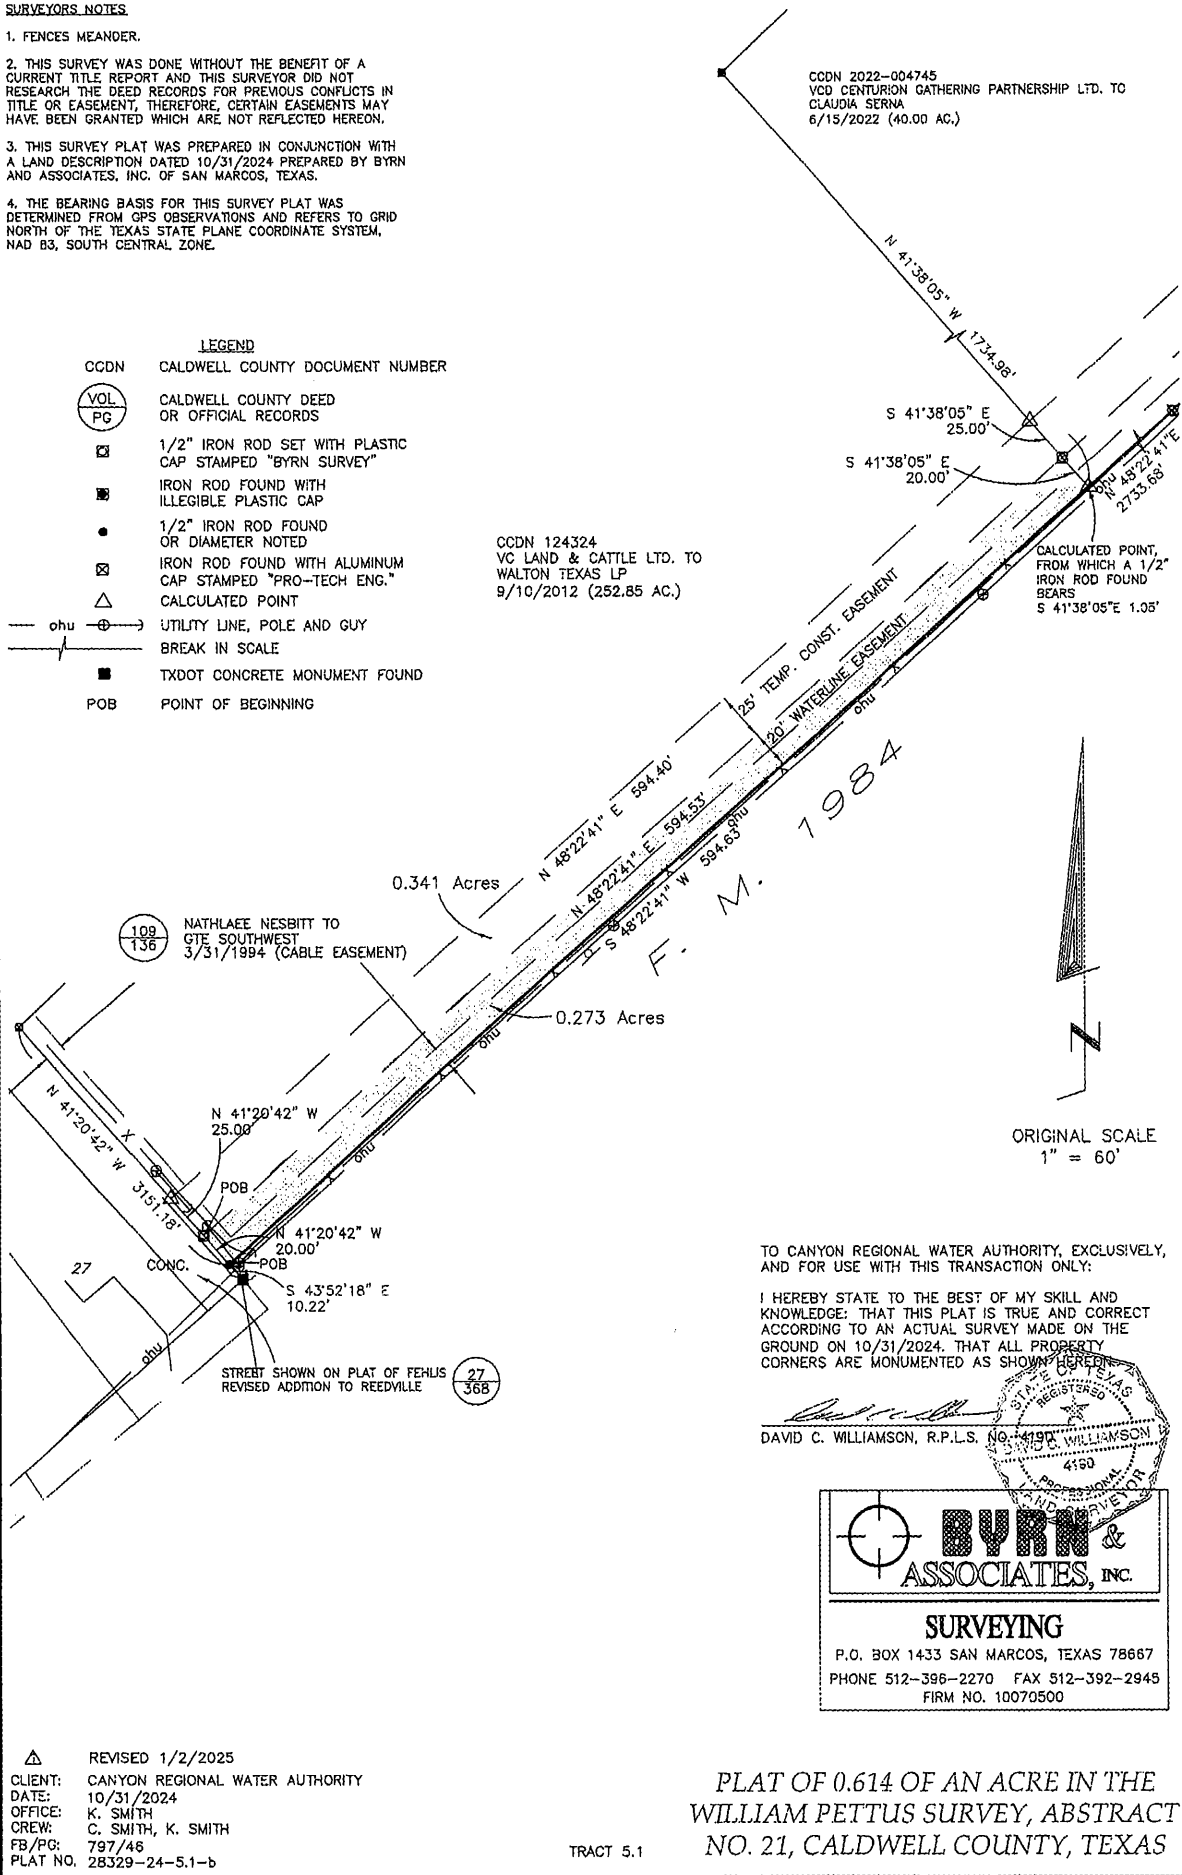 SURVEYORS NOTES
1. FENCES MEANDER.
2. THIS SURVEY WAS DONE WITHOUT THE BENEFIT OF A
CURRENT TITLE REPORT AND THIS SURVEYOR DID NOT
RESEARCH THE DEED RECORDS FOR PREVIOUS CONFLICTS IN
TITLE OR EASEMENT, THEREFORE, CERTAIN EASEMENTS MAY
HAVE BEEN GRANTED WHICH ARE NOT REFLECTED HEREON.
3. THIS SURVEY PLAT WAS PREPARED IN CONJUNCTION WITH
A LAND DESCRIPTION DATED 10/31/2024 PREPARED BY BYRN
AND ASSOCIATES, INC. OF SAN MARCOS, TEXAS.
4. THE BEARING BASIS FOR THIS SURVEY PLAT WAS
DETERMINED FROM GPS OBSERVATIONS AND REFERS TO GRID
NORTH OF THE TEXAS STATE PLANE COORDINATE SYSTEM,
NAD 83, SOUTH CENTRAL ZONE.
CCDN 2022-004745
VCD CENTURION GATHERING PARTNERSHIP LTD. TO
CLAUDIA SERNA
6/15/2022 (40.00 AC.)
N 41°38'05" W 1734.98'
LEGEND
CCDN CALDWELL COUNTY DOCUMENT NUMBER
VOL
PG
CALDWELL COUNTY DEED
OR OFFICIAL RECORDS
1/2" IRON ROD SET WITH PLASTIC
CAP STAMPED "BYRN SURVEY"
IRON ROD FOUND WITH
ILLEGIBLE PLASTIC CAP
1/2" IRON ROD FOUND
OR DIAMETER NOTED
IRON ROD FOUND WITH ALUMINUM
CAP STAMPED "PRO-TECH ENG."
CALCULATED POINT
ohu UTILITY LINE, POLE AND GUY
BREAK IN SCALE
TXDOT CONCRETE MONUMENT FOUND
POB POINT OF BEGINNING
S 41°38'05" E
25.00'
S 41°38'05" E
20.00'
ohu
N 48°22'41"E
2733.68'
CCDN 124324
VC LAND & CATTLE LTD. TO
WALTON TEXAS LP
9/10/2012 (252.85 AC.)
CALCULATED POINT,
FROM WHICH A 1/2"
IRON ROD FOUND
BEARS
S 41°38'05"E 1.05'
25' TEMP. CONST. EASEMENT
20' WATERLINE EASEMENT
ohu
F. M. 1984
N 48°22'41" E 594.40'
N 48°22'41" E 594.53'
S 48°22'41" W 594.63'
ohu
0.341 Acres
109
136
NATHLAEE NESBITT TO
GTE SOUTHWEST
3/31/1994 (CABLE EASEMENT)
0.273 Acres
ohu
N 41°20'42" W
25.00'
N 41°20'42" W 3151.18'
ohu
POB
N 41°20'42" W
20.00'
CONC.
POB
27
S 43°52'18" E
10.22'
ohu
STREET SHOWN ON PLAT OF FEHLIS
REVISED ADDITION TO REEDVILLE
27
368
N
ORIGINAL SCALE
1" = 60'
TO CANYON REGIONAL WATER AUTHORITY, EXCLUSIVELY,
AND FOR USE WITH THIS TRANSACTION ONLY:
I HEREBY STATE TO THE BEST OF MY SKILL AND
KNOWLEDGE: THAT THIS PLAT IS TRUE AND CORRECT
ACCORDING TO AN ACTUAL SURVEY MADE ON THE
GROUND ON 10/31/2024. THAT ALL PROPERTY
CORNERS ARE MONUMENTED AS SHOWN HEREON.
DAVID C. WILLIAMSON, R.P.L.S. NO. 4190
STATE OF TEXAS
REGISTERED
DAVID C. WILLIAMSON
4190
PROFESSIONAL
LAND SURVEYOR
BYRN &
ASSOCIATES, INC.
SURVEYING
P.O. BOX 1433 SAN MARCOS, TEXAS 78667
PHONE 512-396-2270 FAX 512-392-2945
FIRM NO. 10070500
1 REVISED 1/2/2025
CLIENT: CANYON REGIONAL WATER AUTHORITY
DATE: 10/31/2024
OFFICE: K. SMITH
CREW: C. SMITH, K. SMITH
FB/PG: 797/46
PLAT NO. 28329-24-5.1-b
TRACT 5.1
PLAT OF 0.614 OF AN ACRE IN THE
WILLIAM PETTUS SURVEY, ABSTRACT
NO. 21, CALDWELL COUNTY, TEXAS